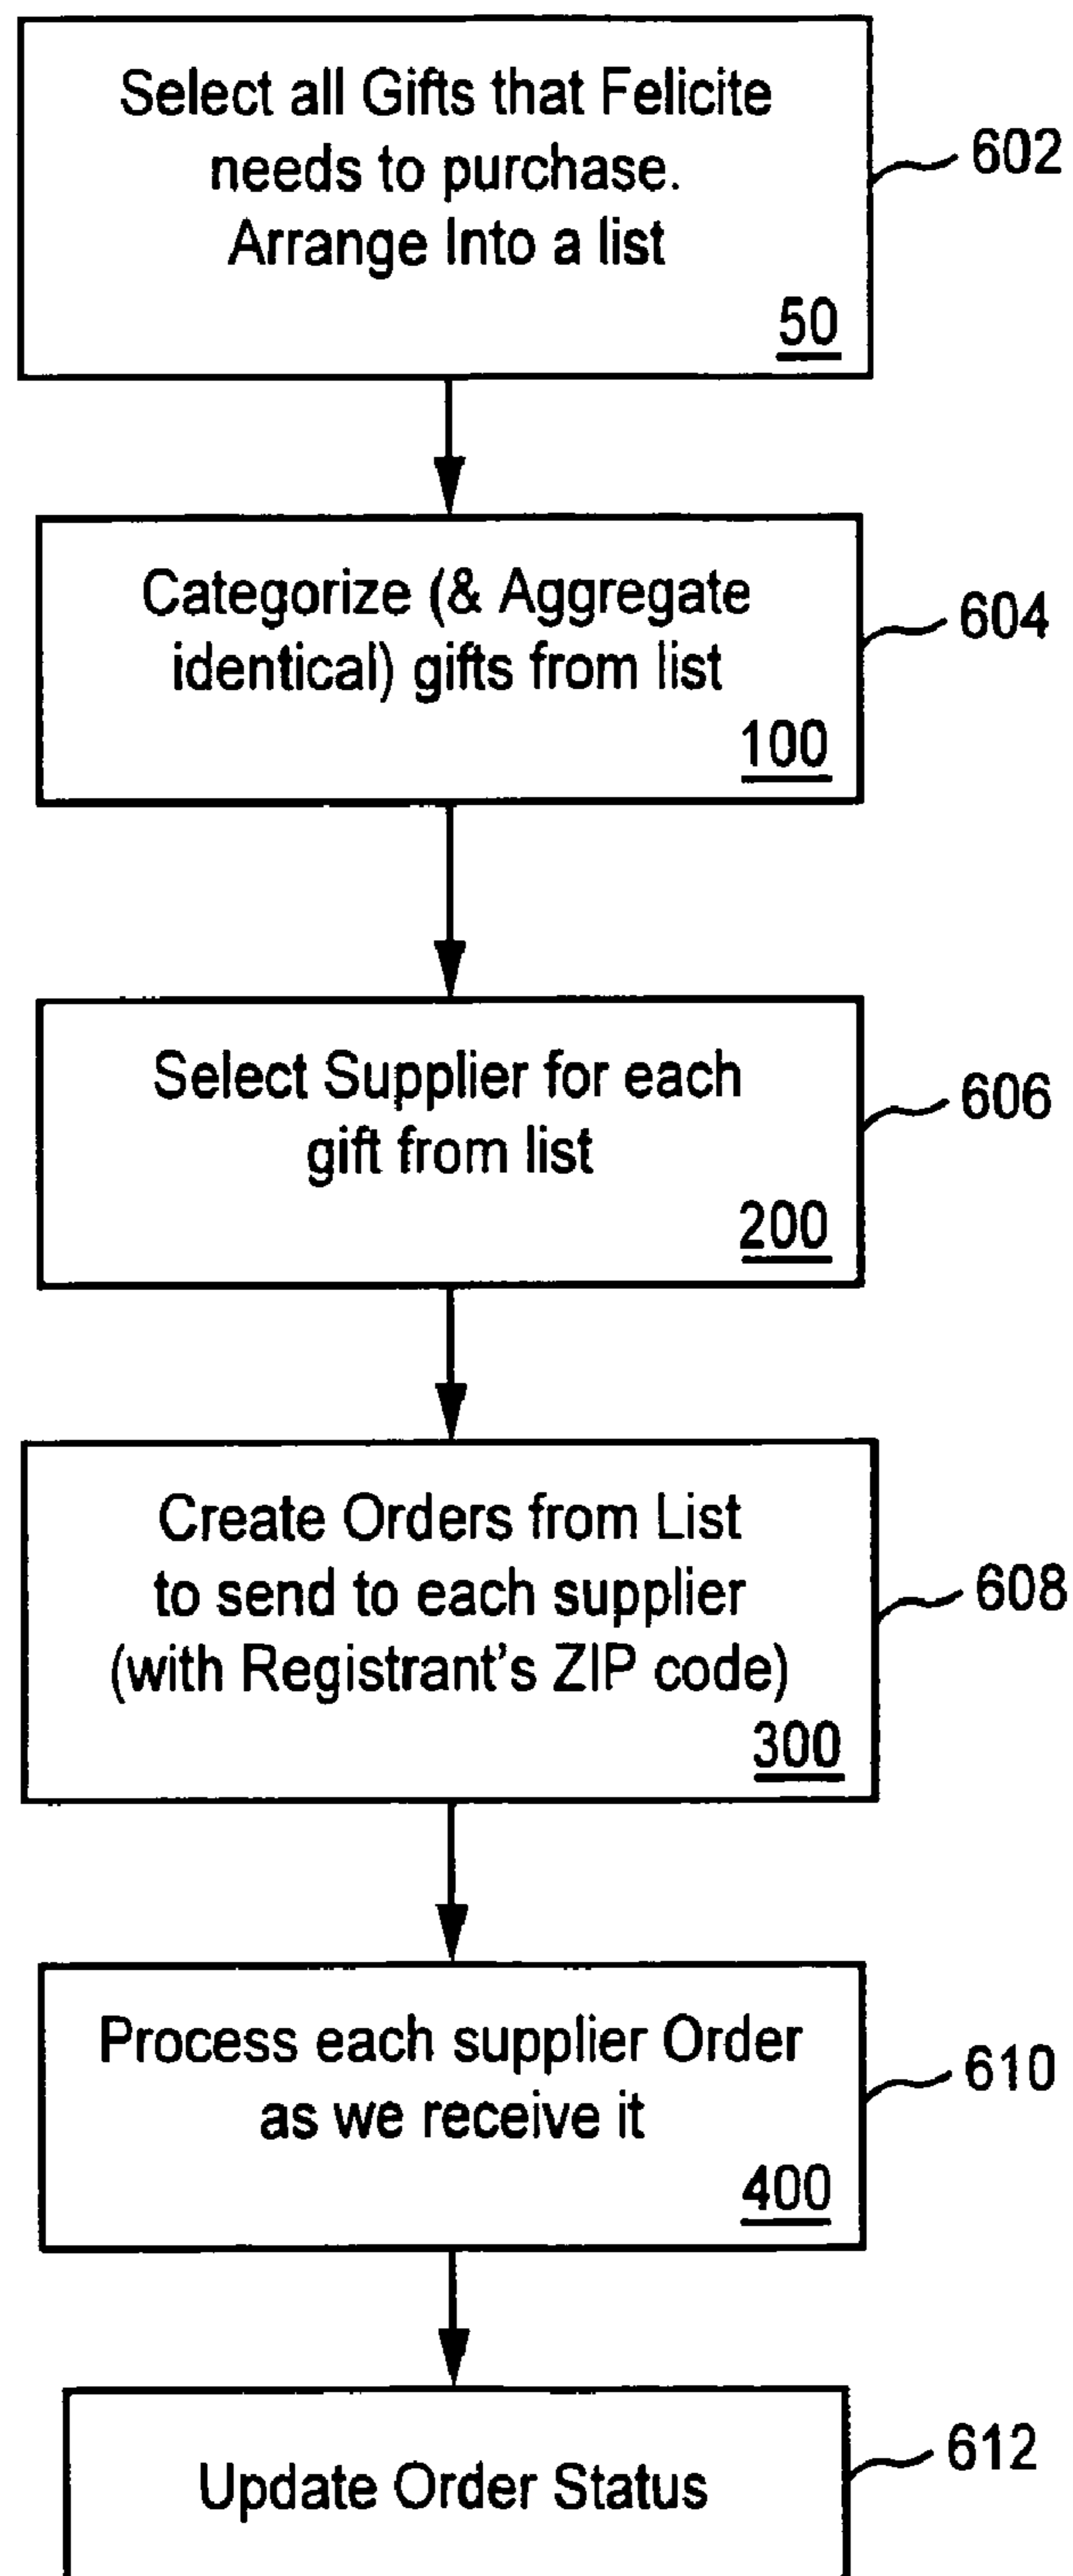 Select all Gifts that Felicite
needs to purchase.
Arrange Into a list
50
602
Categorize (& Aggregate
identical) gifts from list
100
604
Select Supplier for each
gift from list
200
606
Create Orders from List
to send to each supplier
(with Registrant's ZIP code)
300
608
Process each supplier Order
as we receive it
400
610
Update Order Status
612